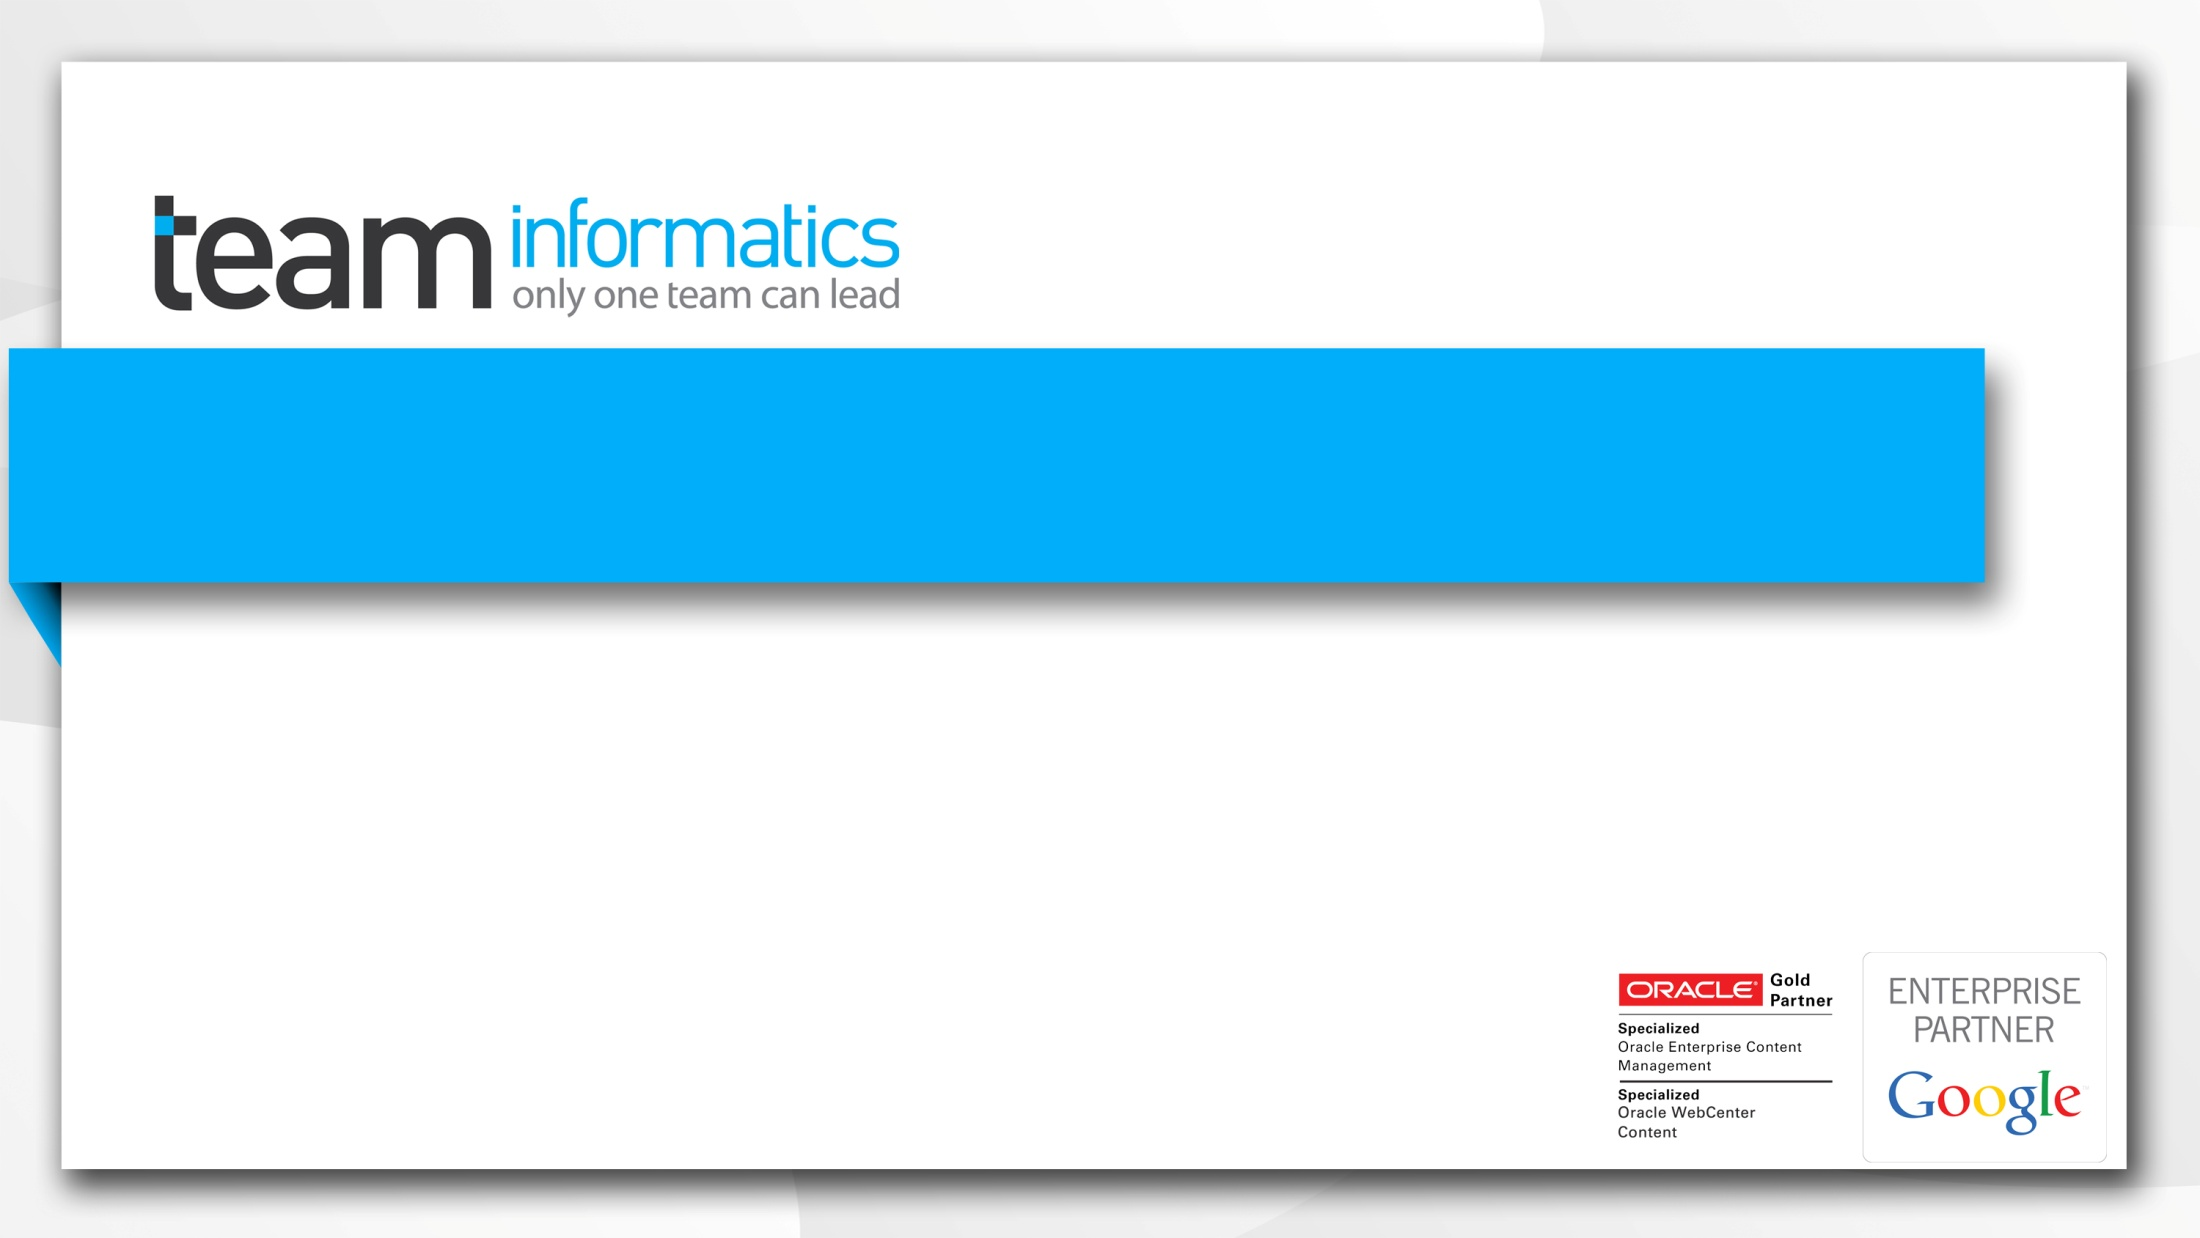 team informatics
only one team can lead
ORACLE Gold
Partner
Specialized
Oracle Enterprise Content
Management
Specialized
Oracle WebCenter
Content
ENTERPRISE
PARTNER
Google